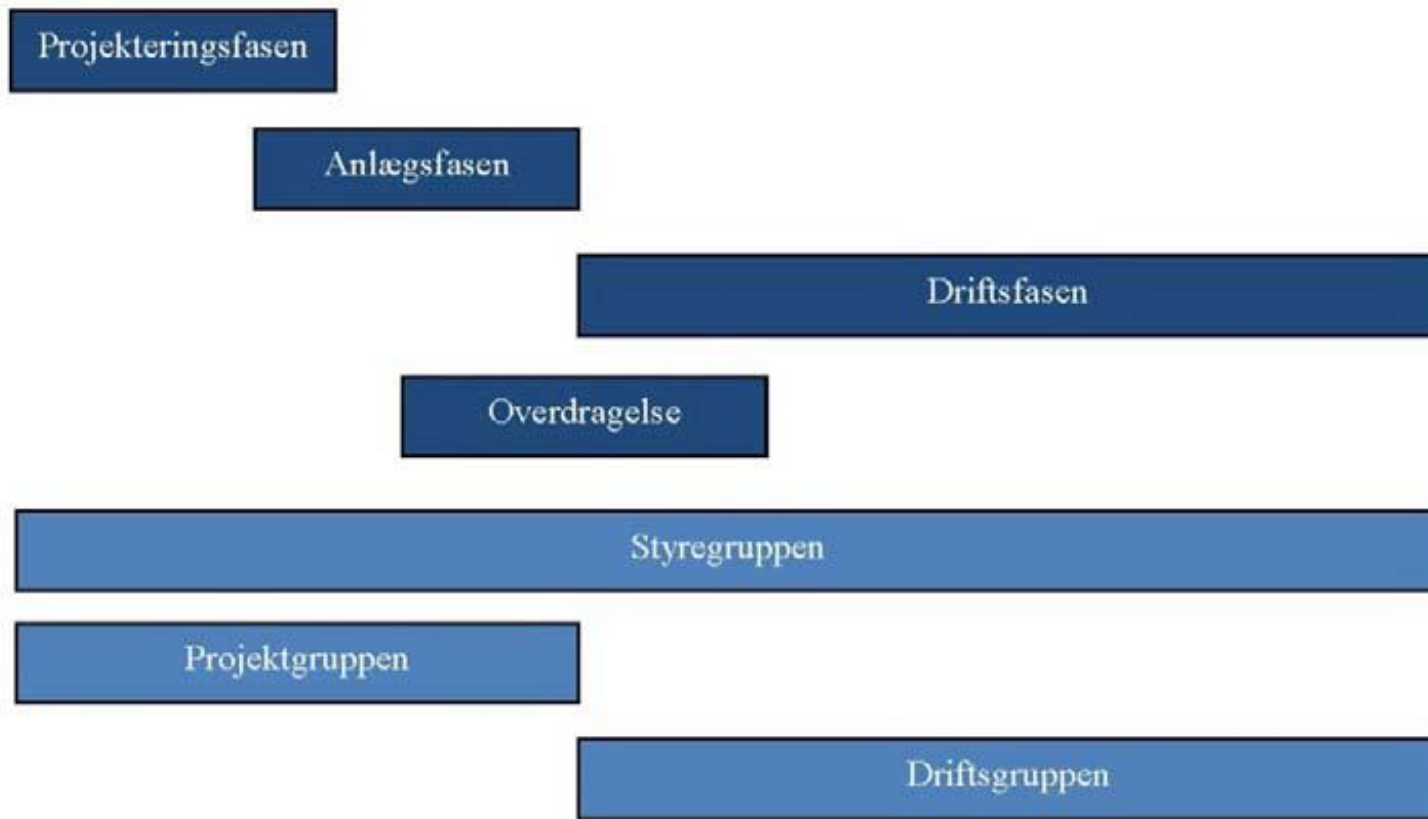 Projekteringsfasen
Anlægsfasen
Driftsfasen
Overdragelse
Styregruppen
Projektgruppen
Driftsgruppen